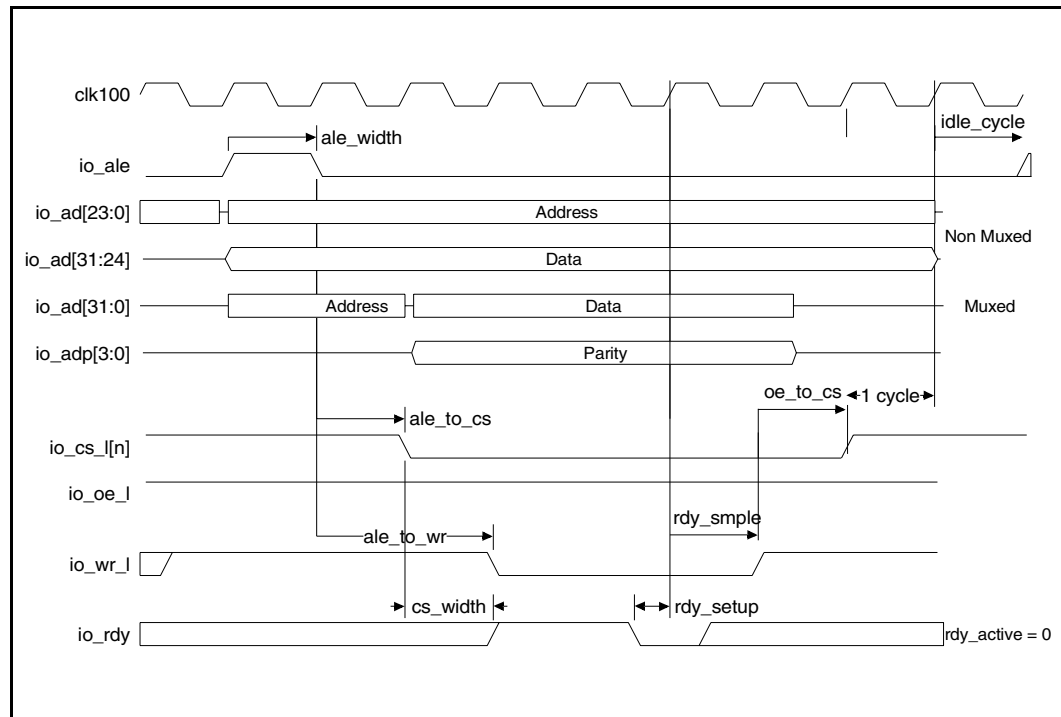 clk100
idle_cycle
ale_width
io_ale
io_ad[23:0]
Address
Non Muxed
io_ad[31:24]
Data
io_ad[31:0]
Address
Data
Muxed
io_adp[3:0]
Parity
oe_to_cs
1 cycle
ale_to_cs
io_cs_l[n]
io_oe_l
rdy_smple
ale_to_wr
io_wr_l
cs_width
rdy_setup
io_rdy
rdy_active = 0